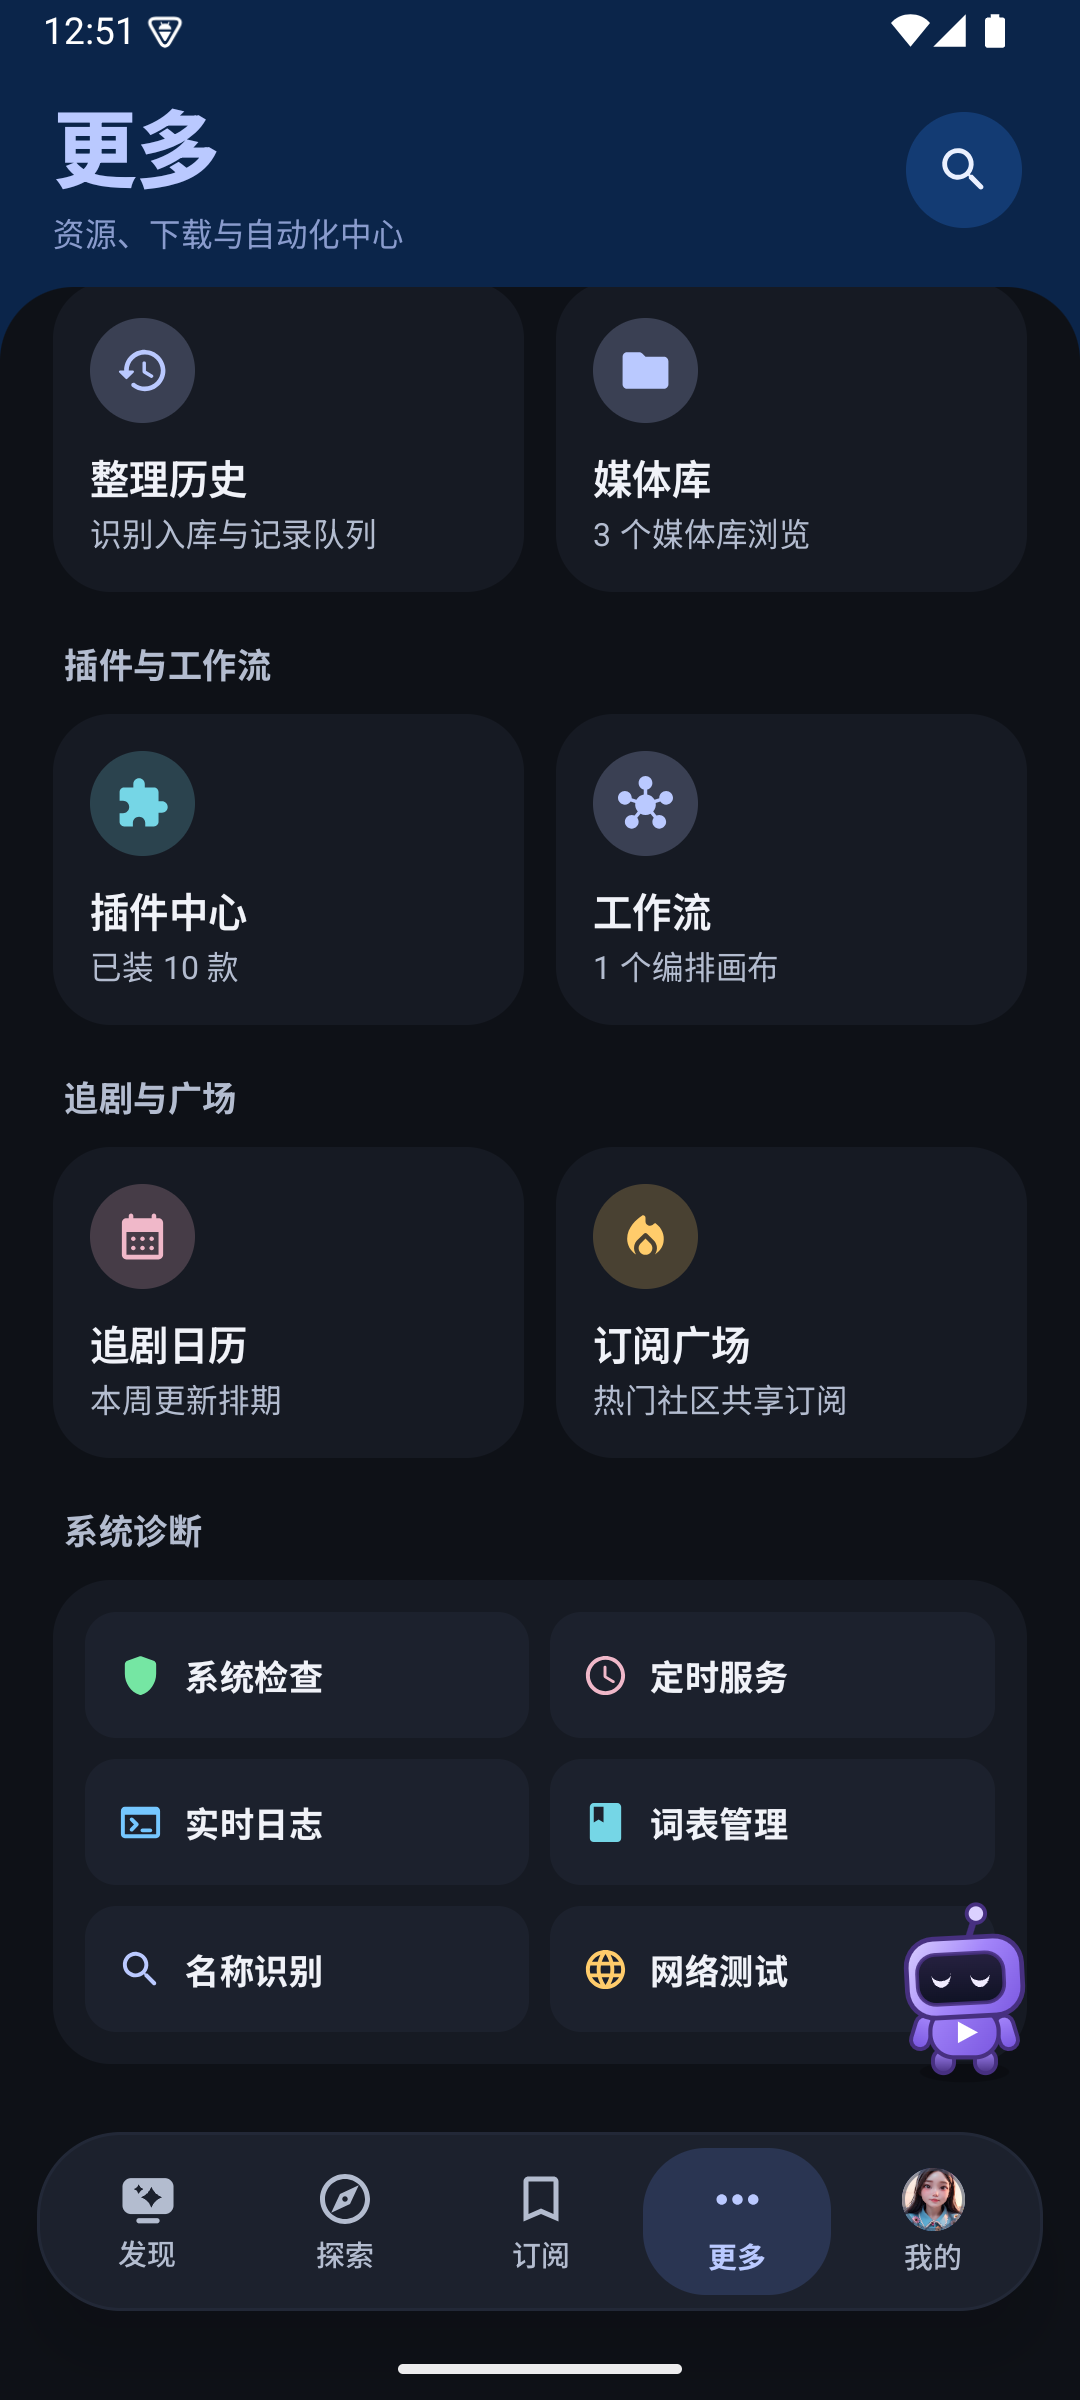 12:51
更多
资源、下载与自动化中心
整理历史
识别入库与记录队列
媒体库
3 个媒体库浏览
插件与工作流
插件中心
已装 10 款
工作流
1 个编排画布
追剧与广场
追剧日历
本周更新排期
订阅广场
热门社区共享订阅
系统诊断
系统检查
定时服务
实时日志
词表管理
名称识别
网络测试
发现
探索
订阅
更多
我的